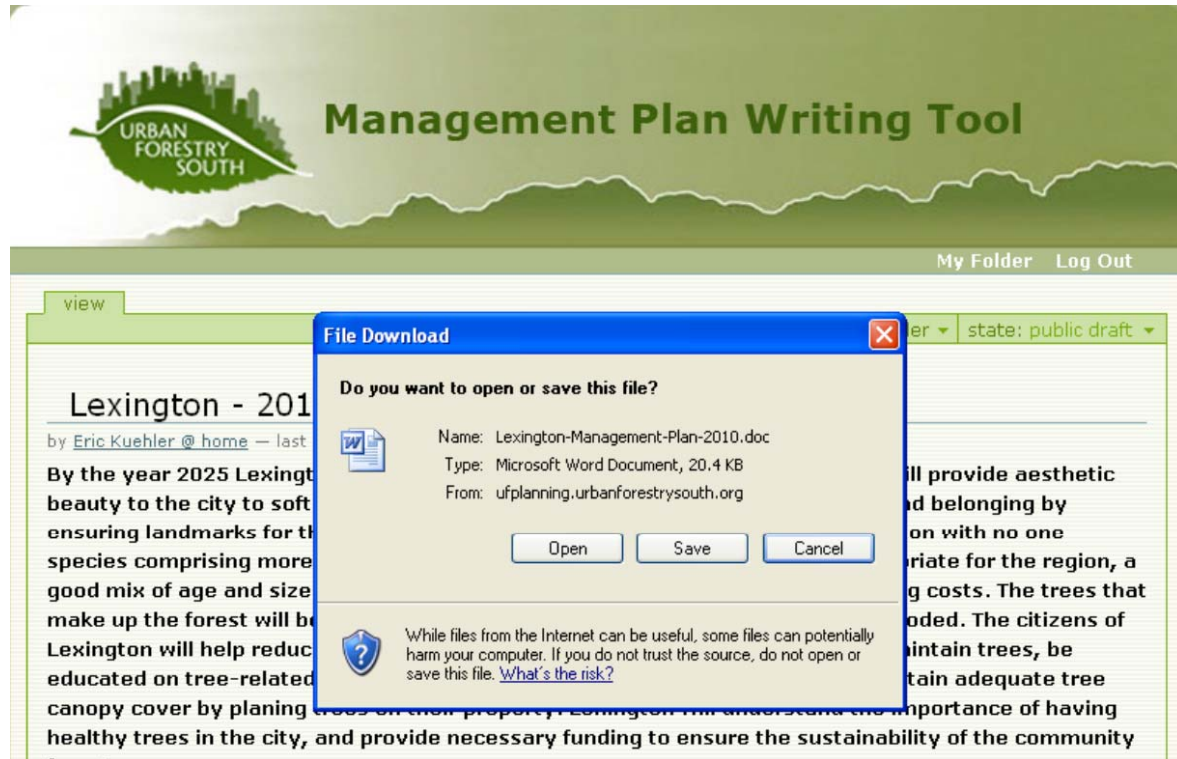 URBAN
FORESTRY
SOUTH
Management Plan Writing Tool
My Folder Log Out
view
er state: public draft
File Download
Do you want to open or save this file?
Name: Lexington-Management-Plan-2010.doc
Type: Microsoft Word Document, 20.4 KB
From: ufplanning.urbanforestrysouth.org
Open Save Cancel
While files from the Internet can be useful, some files can potentially
harm your computer. If you do not trust the source, do not open or
save this file. What's the risk?
Lexington - 201
by Eric Kuehler @ home — last
By the year 2025 Lexingt ill provide aesthetic
beauty to the city to soft d belonging by
ensuring landmarks for th on with no one
species comprising more riate for the region, a
good mix of age and size g costs. The trees that
make up the forest will b oded. The citizens of
Lexington will help reduc intain trees, be
educated on tree-related tain adequate tree
canopy cover by planing importance of having
healthy trees in the city, and provide necessary funding to ensure the sustainability of the community